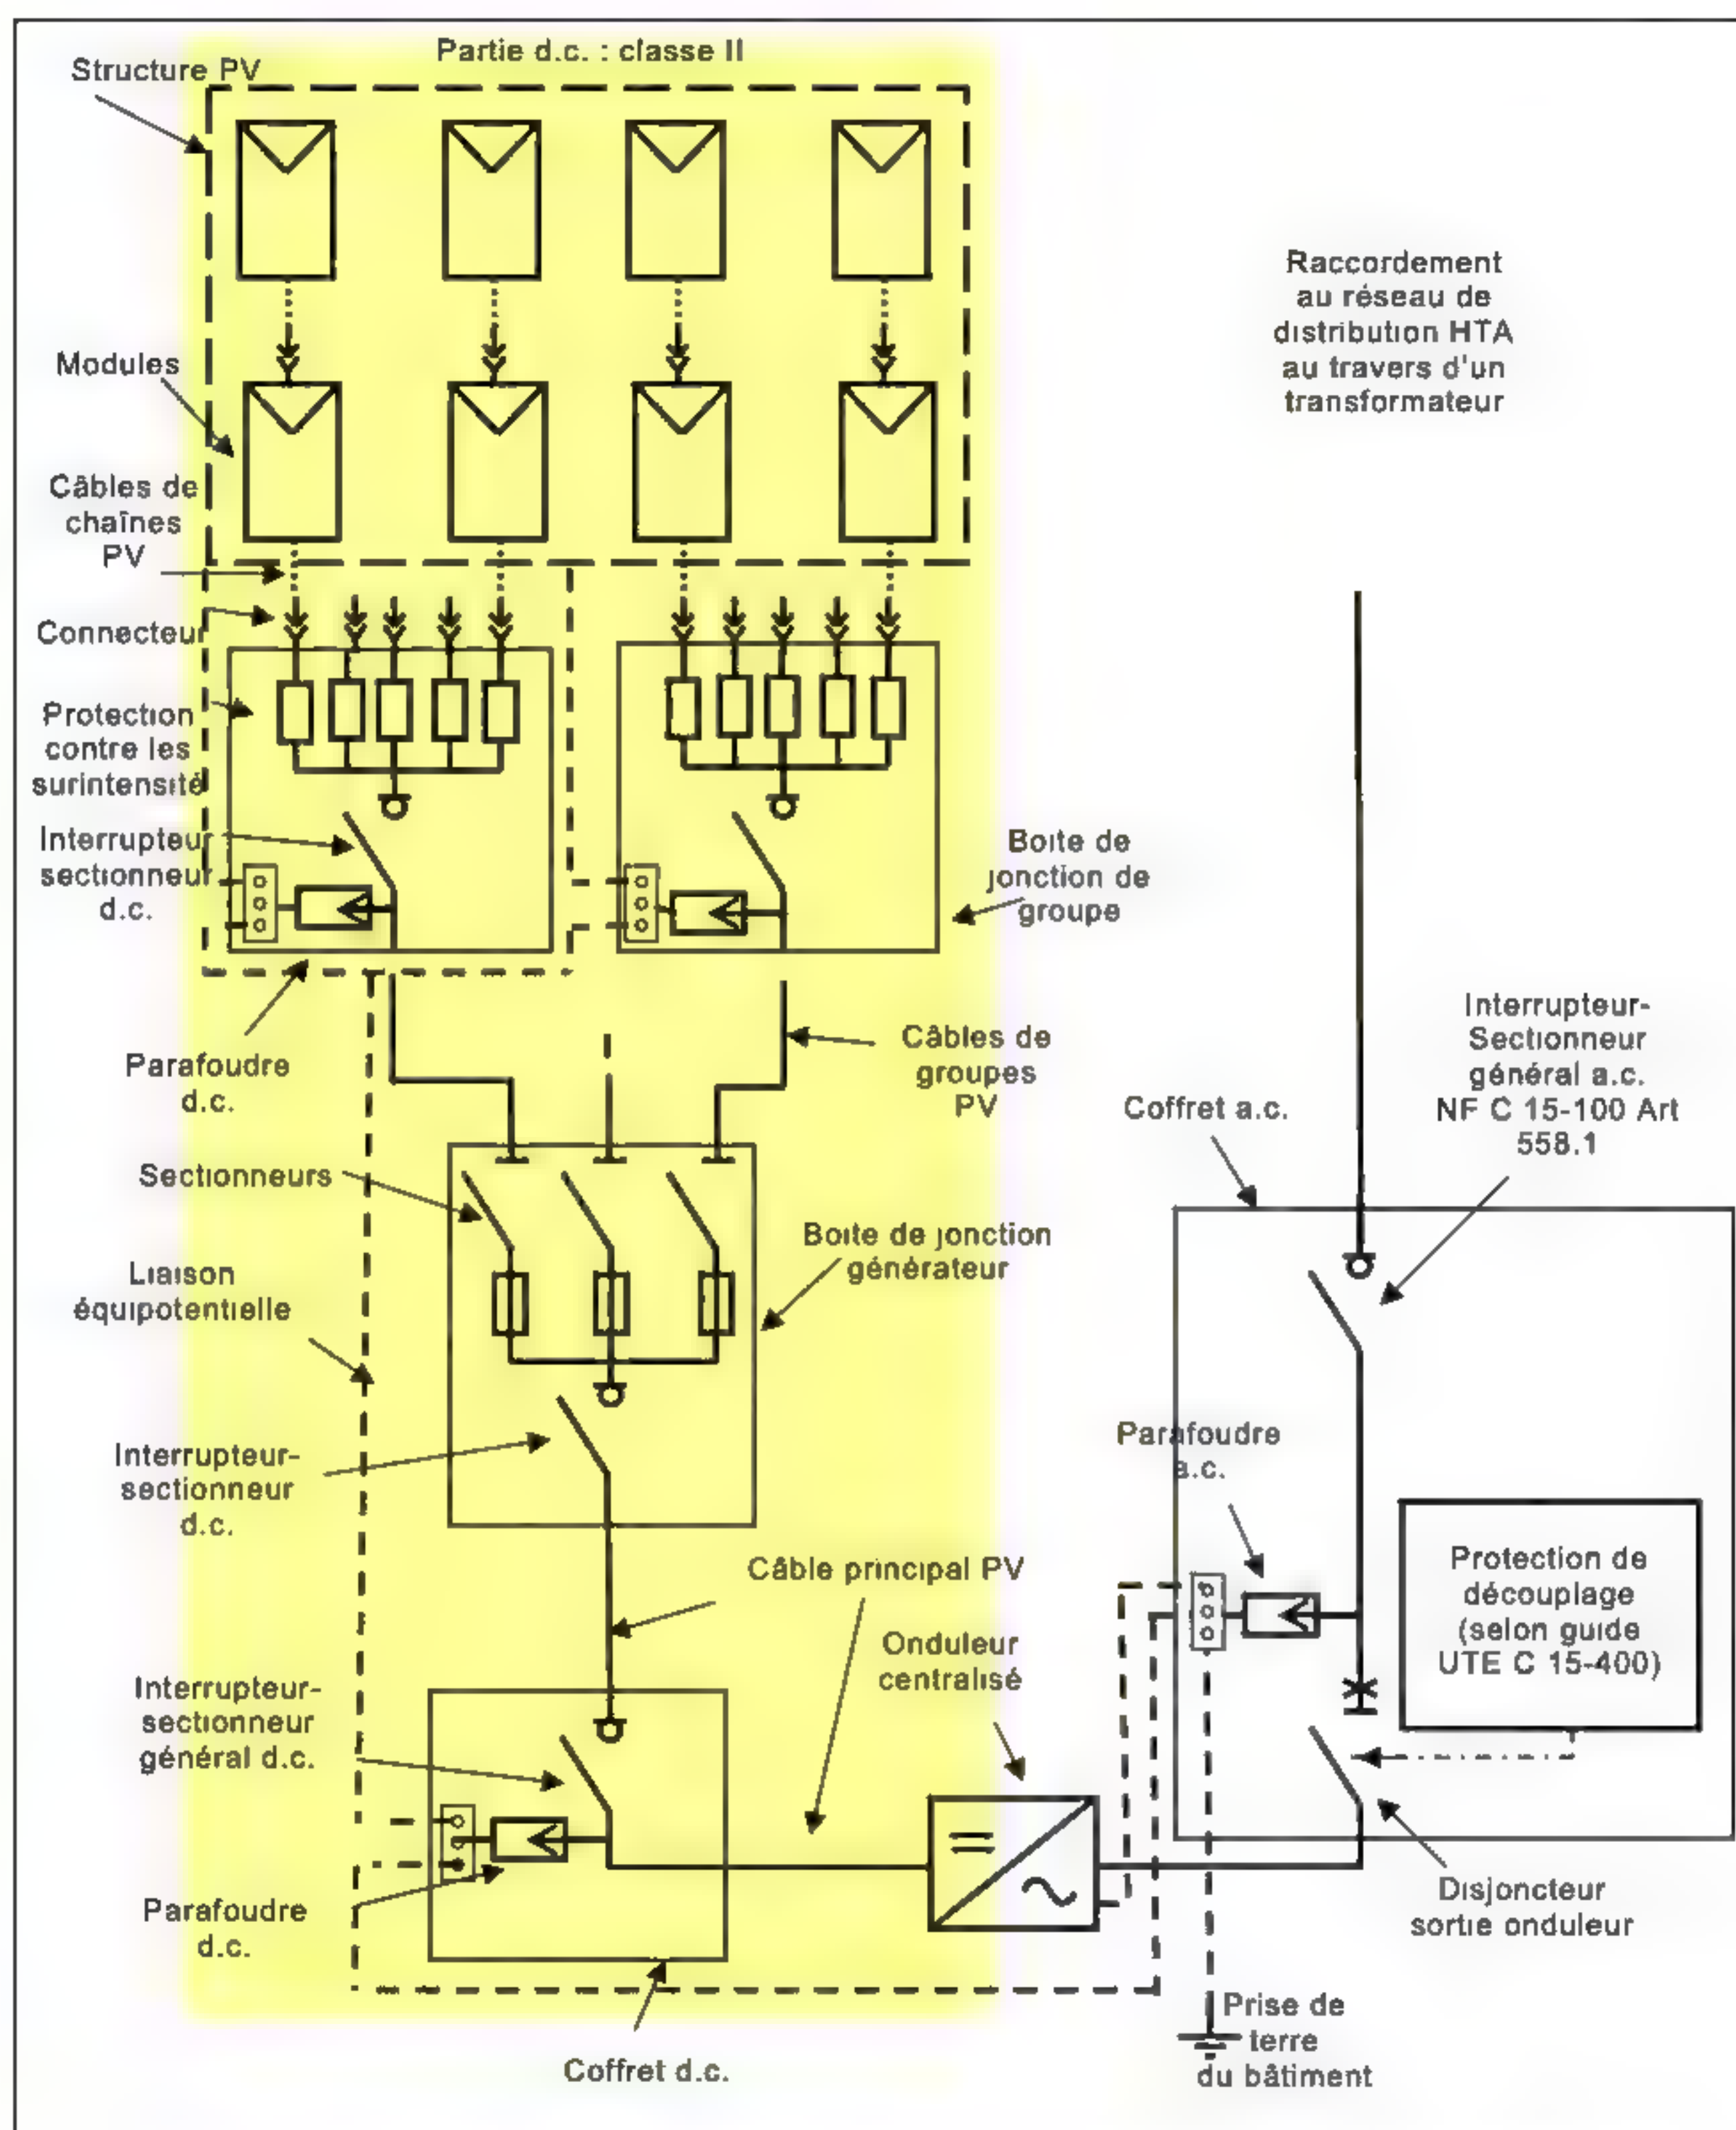 Partie d.c. : classe II
Structure PV
Raccordement
au réseau de
distribution HTA
au travers d'un
transformateur
Modules
Câbles de
chaînes
PV
Connecteur
Protection
contre les
surintensité
Interrupteur
sectionneur
d.c.
Boite de
jonction de
groupe
Parafoudre
d.c.
Câbles de
groupes
PV
Interrupteur-
Sectionneur
général a.c.
NF C 15-100 Art
558.1
Coffret a.c.
Sectionneurs
Boite de jonction
générateur
Liaison
équipotentielle
Interrupteur-
sectionneur
d.c.
Parafoudre
a.c.
Protection de
découplage
(selon guide
UTE C 15-400)
Câble principal PV
Onduleur
centralisé
Interrupteur-
sectionneur
général d.c.
Parafoudre
d.c.
Disjoncteur
sortie onduleur
Prise de
terre
du bâtiment
Coffret d.c.